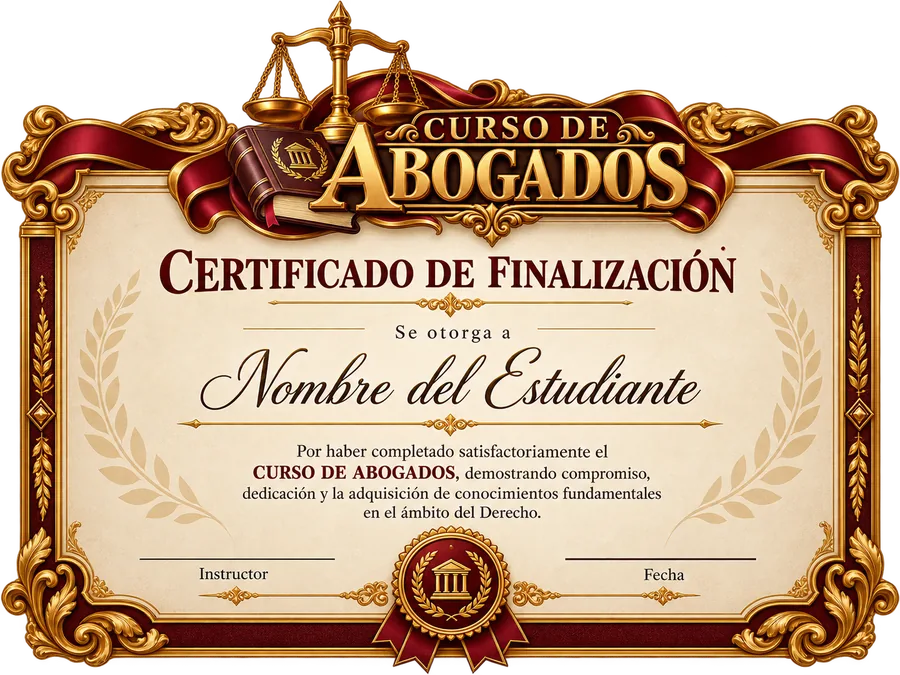 CURSO DE
ABOGADOS
CERTIFICADO DE FINALIZACIÓN
Se otorga a
Nombre del Estudiante
Por haber completado satisfactoriamente el
CURSO DE ABOGADOS, demostrando compromiso,
dedicación y la adquisición de conocimientos fundamentales
en el ámbito del Derecho.
Instructor
Fecha